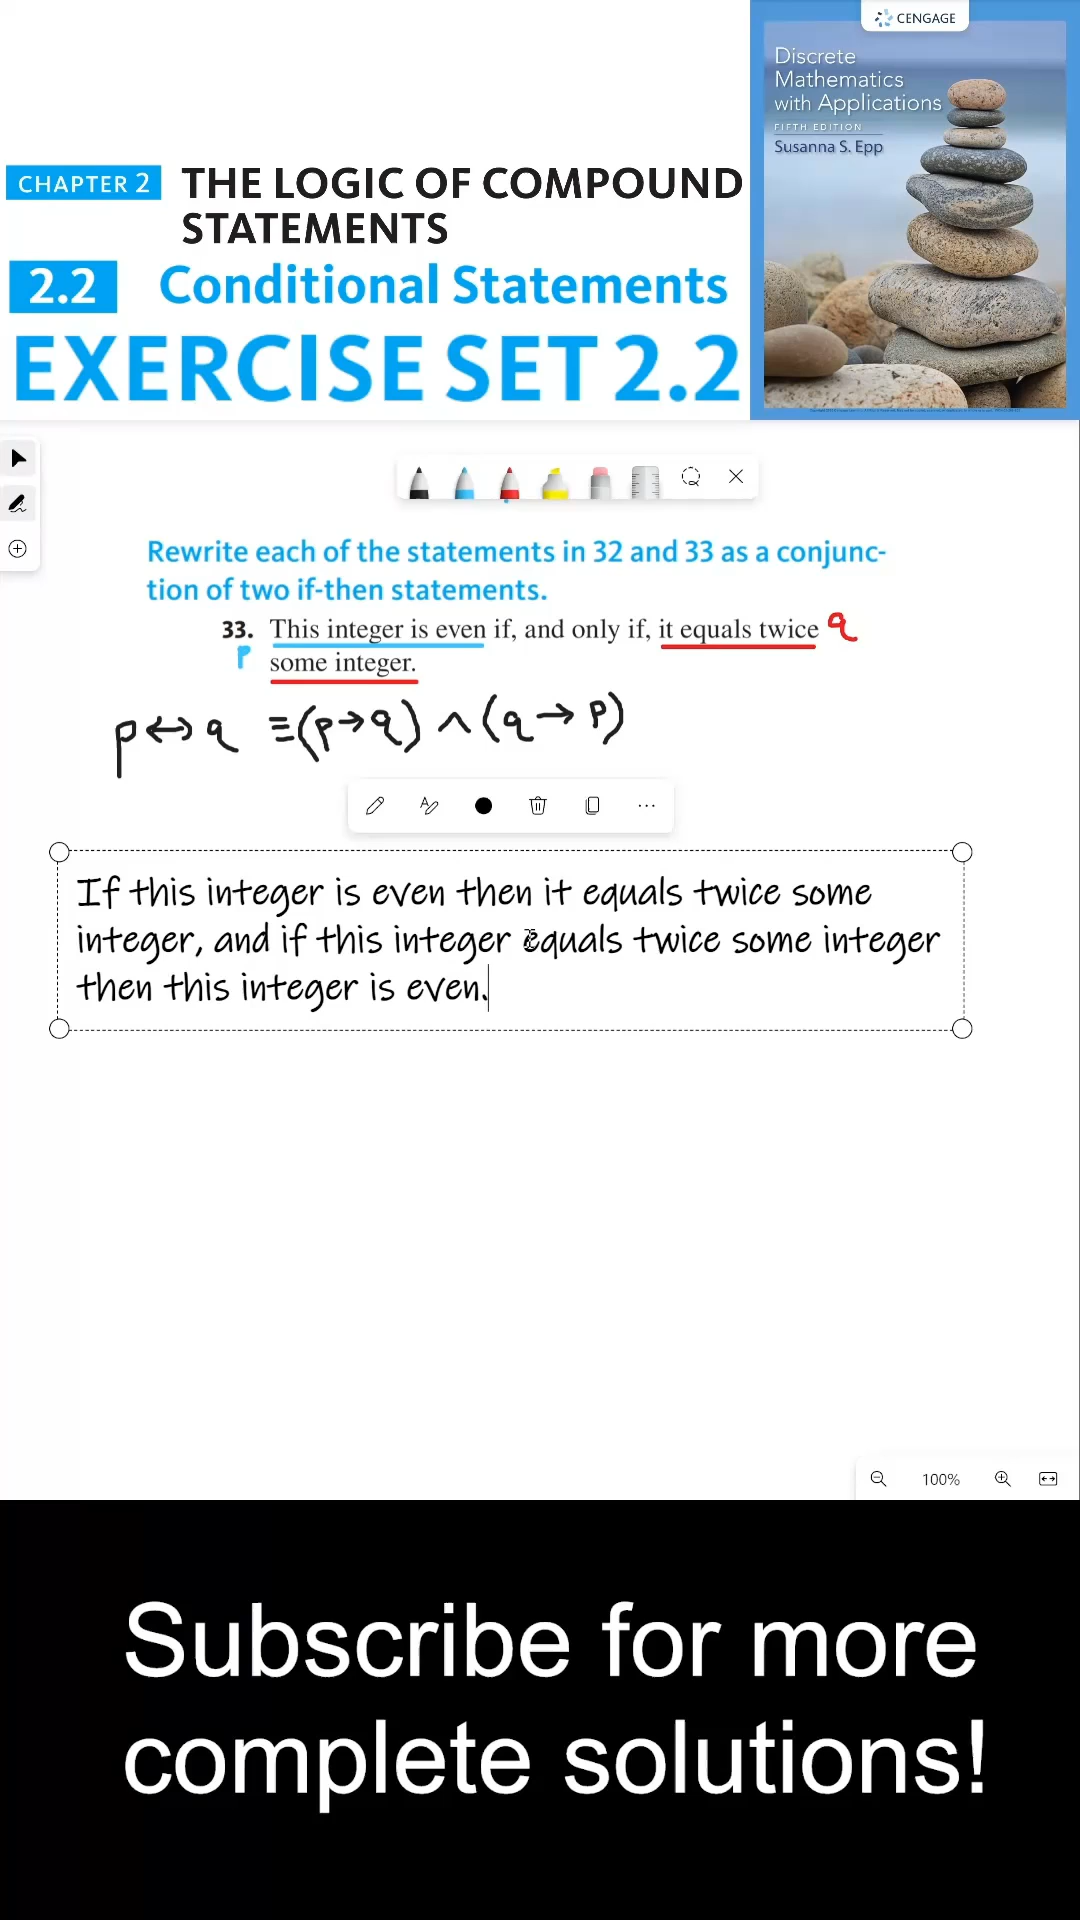 CENGAGE
Discrete
Mathematics
with Applications
FIFTH EDITION
Susanna S. Epp
CHAPTER 2 THE LOGIC OF COMPOUND
STATEMENTS
2.2 Conditional Statements
EXERCISE SET 2.2
Rewrite each of the statements in 32 and 33 as a conjunc-
tion of two if-then statements.
33. This integer is even if, and only if, it equals twice q
p some integer.
p ↔ q ≡ (p → q) ∧ (q → p)
If this integer is even then it equals twice some
integer, and if this integer equals twice some integer
then this integer is even.
100%
Subscribe for more
complete solutions!